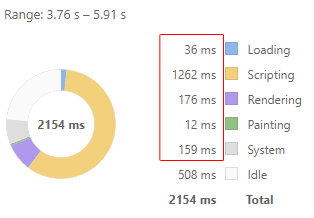 Range: 3.76 s – 5.91 s
2154 ms
36 ms Loading
1262 ms Scripting
176 ms Rendering
12 ms Painting
159 ms System
508 ms Idle
2154 ms Total